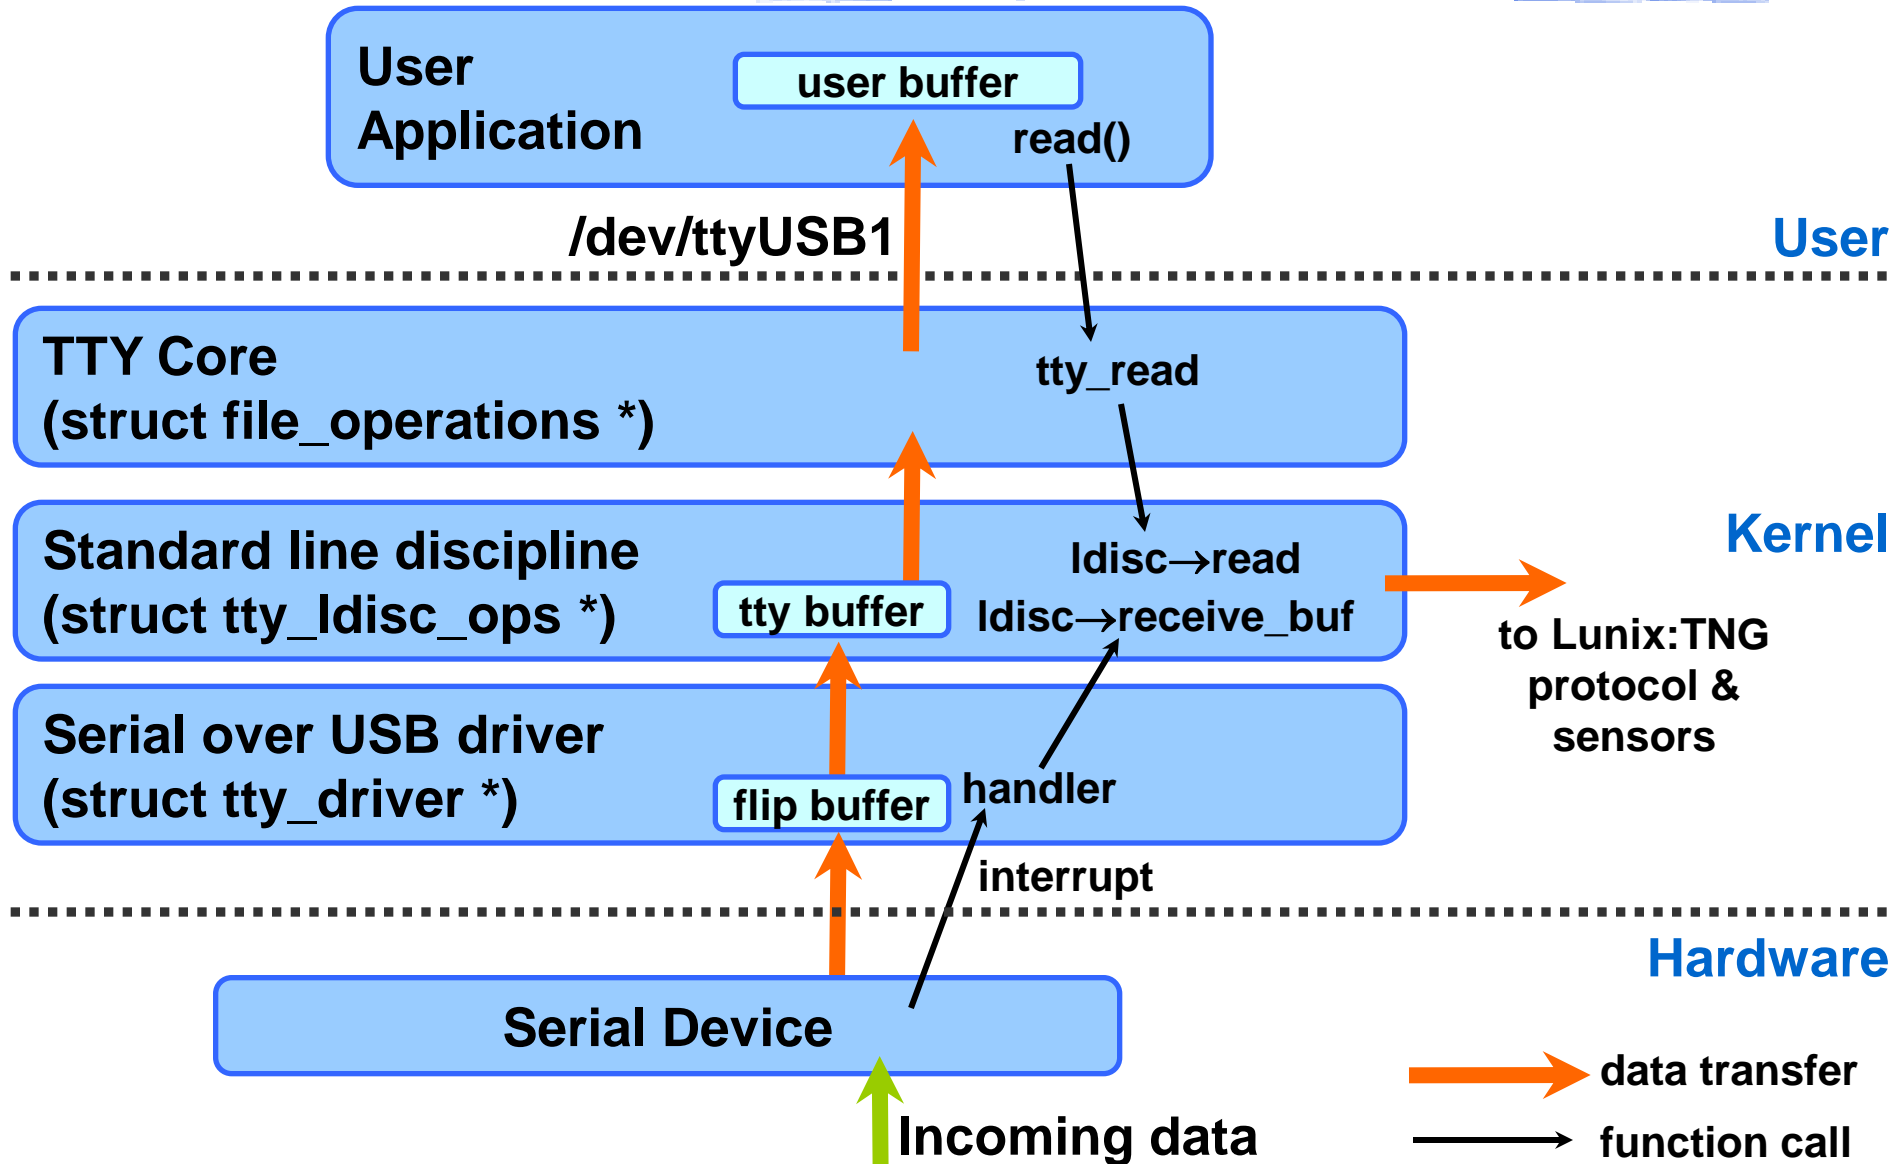 User
Application
user buffer
read()
/dev/ttyUSB1
User
TTY Core
(struct file_operations *)
tty_read
Standard line discipline
(struct tty_ldisc_ops *)
tty buffer
ldisc→read
ldisc→receive_buf
Kernel
to Lunix:TNG
protocol &
sensors
Serial over USB driver
(struct tty_driver *)
flip buffer
handler
interrupt
Hardware
Serial Device
Incoming data
data transfer
function call